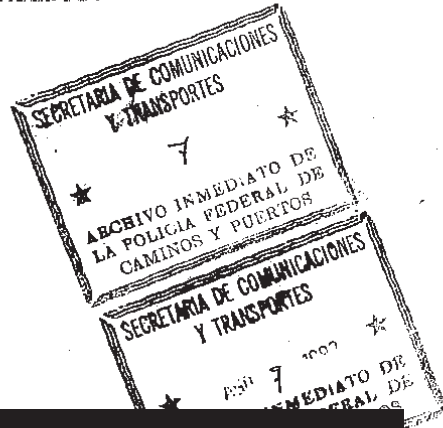 SECRETARIA DE COMUNICACIONES
Y TRANSPORTES
7
ARCHIVO INMEDIATO DE
LA POLICIA FEDERAL DE
CAMINOS Y PUERTOS
SECRETARIA DE COMUNICACIONES
Y TRANSPORTES
7
INMEDIATO DE
DE